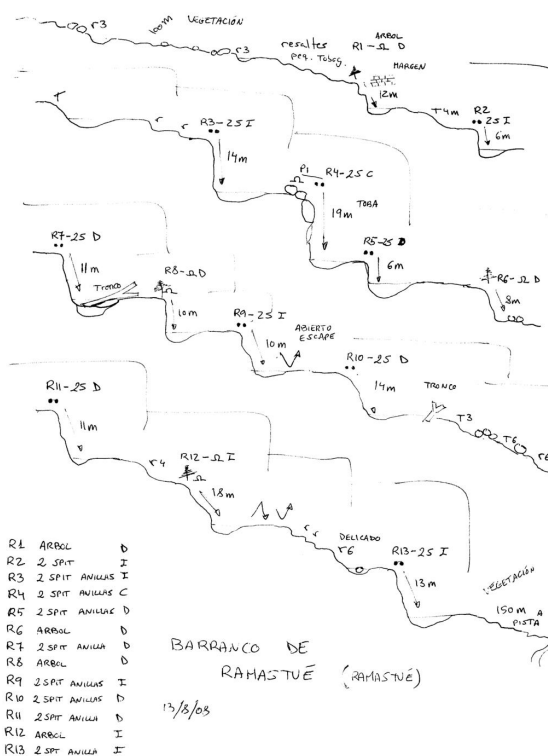 r3
100m VEGETACIÓN
r3
resaltes
peq. Tobog.
ARBOL
R1-Ω D
MARGEN
12m
T4m
R2
2S I
6m
r r
R3-2S I
14m
P1 Ω R4-2S C
19m TOBA
R5-2S D
6m
R6-Ω D
8m
R7-2S D
11m
TRONCO
R8-ΩD
Ω
10m
R9-2S I
10m
ABIERTO
ESCAPE
R10-2S D
14m
TRONCO
T3
T6
R11-2S D
11m
r4
R12-Ω I
Ω
18m
r r
DELICADO
r6
R13-2S I
13m
VEGETACIÓN
150m A
PISTA
R1 ARBOL D
R2 2 SPIT I
R3 2 SPIT ANILLAS I
R4 2 SPIT ANILLAS C
R5 2 SPIT ANILLAS D
R6 ARBOL D
R7 2 SPIT ANILLA D
R8 ARBOL D
R9 2 SPIT ANILLAS I
R10 2 SPIT ANILLAS D
R11 2 SPIT ANILLA D
R12 ARBOL I
R13 2 SPT ANILLA I
BARRANCO DE
RAMASTUÉ (RAMASTUÉ)
13/8/03